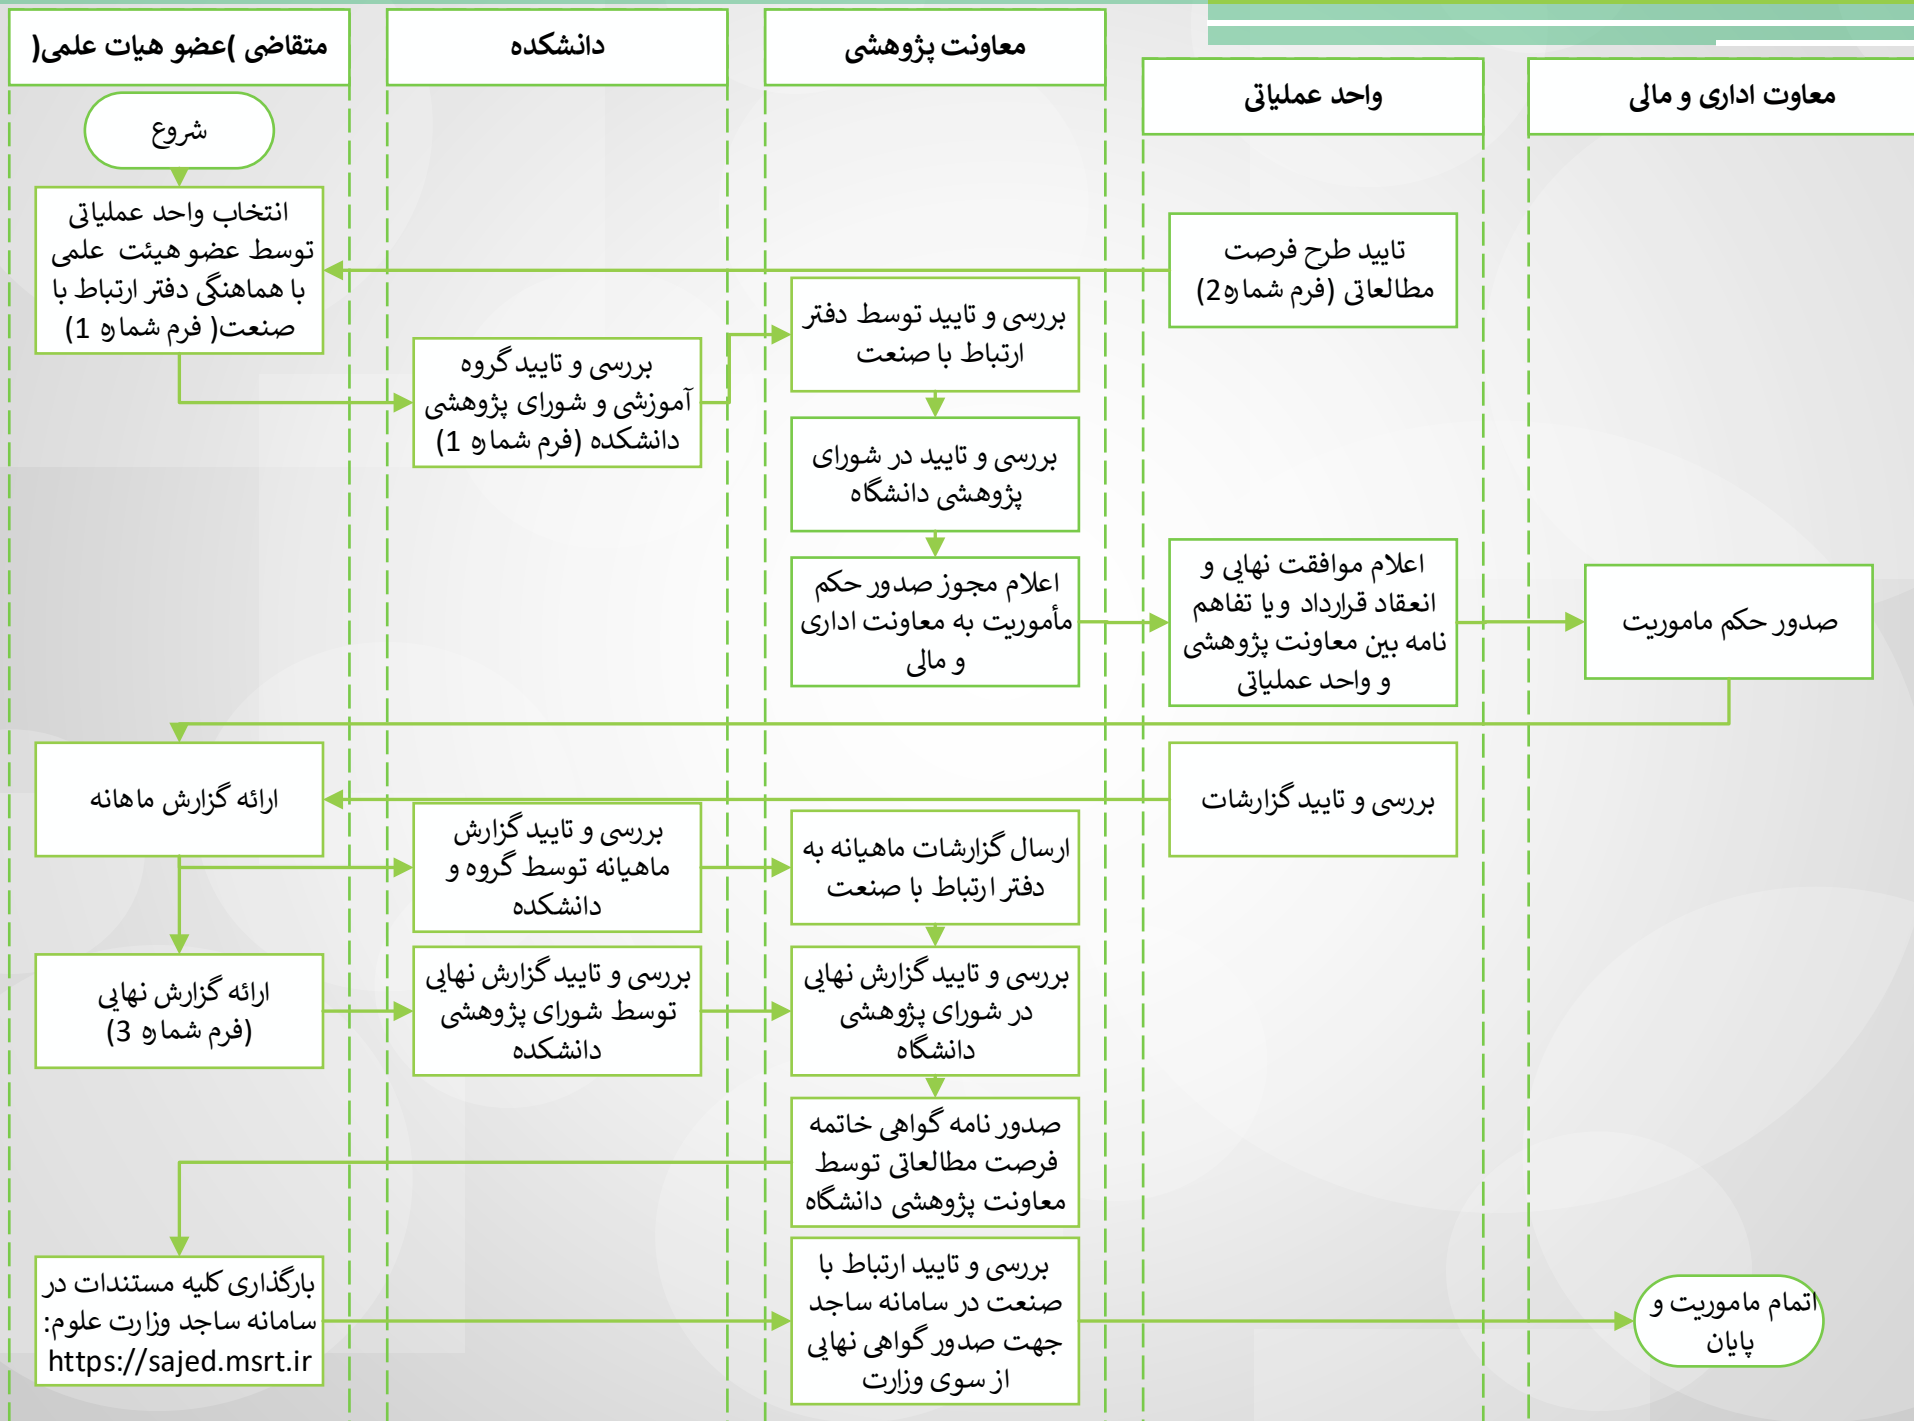 متقاضی )عضو هیات علمی(
دانشکده
معاونت پژوهشی
واحد عملیاتی
معاوت اداری و مالی
شروع
انتخاب واحد عملیاتی
توسط عضو هیئت علمی
با هماهنگی دفتر ارتباط با
صنعت( فرم شماره 1)
تایید طرح فرصت
مطالعاتی (فرم شماره2)
بررسی و تایید توسط دفتر
ارتباط با صنعت
بررسی و تایید گروه
آموزشی و شورای پژوهشی
دانشکده (فرم شماره 1)
بررسی و تایید در شورای
پژوهشی دانشگاه
اعلام مجوز صدور حکم
مأموریت به معاونت اداری
و مالی
اعلام موافقت نهایی و
انعقاد قرارداد ویا تفاهم
نامه بین معاونت پژوهشی
و واحد عملیاتی
صدور حکم ماموریت
ارائه گزارش ماهانه
بررسی و تایید گزارشات
بررسی و تایید گزارش
ماهیانه توسط گروه و
دانشکده
ارسال گزارشات ماهیانه به
دفتر ارتباط با صنعت
ارائه گزارش نهایی
(فرم شماره 3)
بررسی و تایید گزارش نهایی
توسط شورای پژوهشی
دانشکده
بررسی و تایید گزارش نهایی
در شورای پژوهشی
دانشگاه
صدور نامه گواهی خاتمه
فرصت مطالعاتی توسط
معاونت پژوهشی دانشگاه
بارگذاری کلیه مستندات در
سامانه ساجد وزارت علوم:
https://sajed.msrt.ir
بررسی و تایید ارتباط با
صنعت در سامانه ساجد
جهت صدور گواهی نهایی
از سوی وزارت
اتمام ماموریت و
پایان